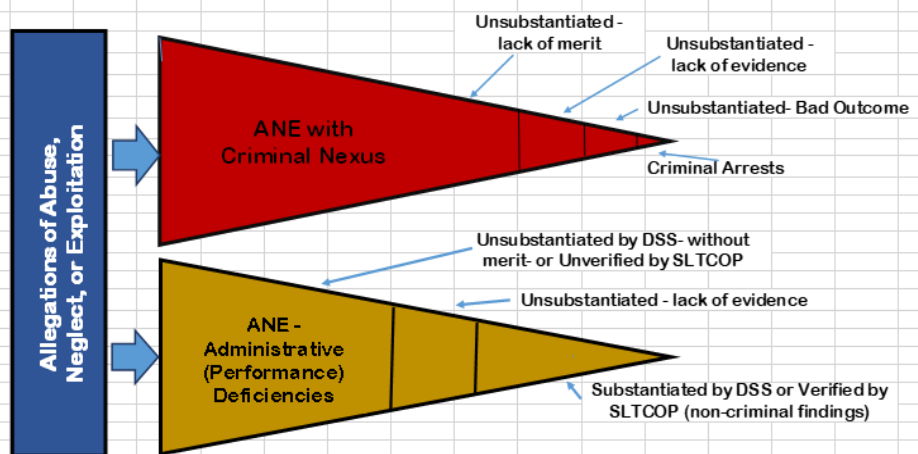 Allegations of Abuse,
Neglect, or Exploitation
Unsubstantiated -
lack of merit
Unsubstantiated -
lack of evidence
Unsubstantiated- Bad Outcome
ANE with
Criminal Nexus
Criminal Arrests
Unsubstantiated by DSS- without
merit- or Unverified by SLTCOP
Unsubstantiated - lack of evidence
ANE -
Administrative
(Performance)
Deficiencies
Substantiated by DSS or Verified by
SLTCOP (non-criminal findings)